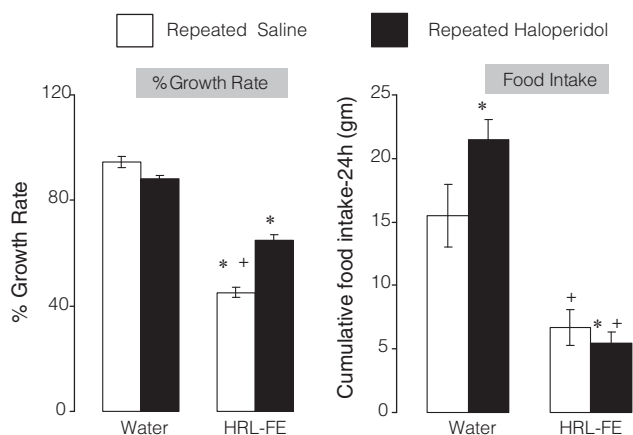 Repeated Saline
Repeated Haloperidol
% Growth Rate
Food Intake
% Growth Rate
120
80
40
0
* +
*
Water
HRL-FE
Cumulative food intake-24h (gm)
25
20
15
10
5
0
*
+
* +
Water
HRL-FE